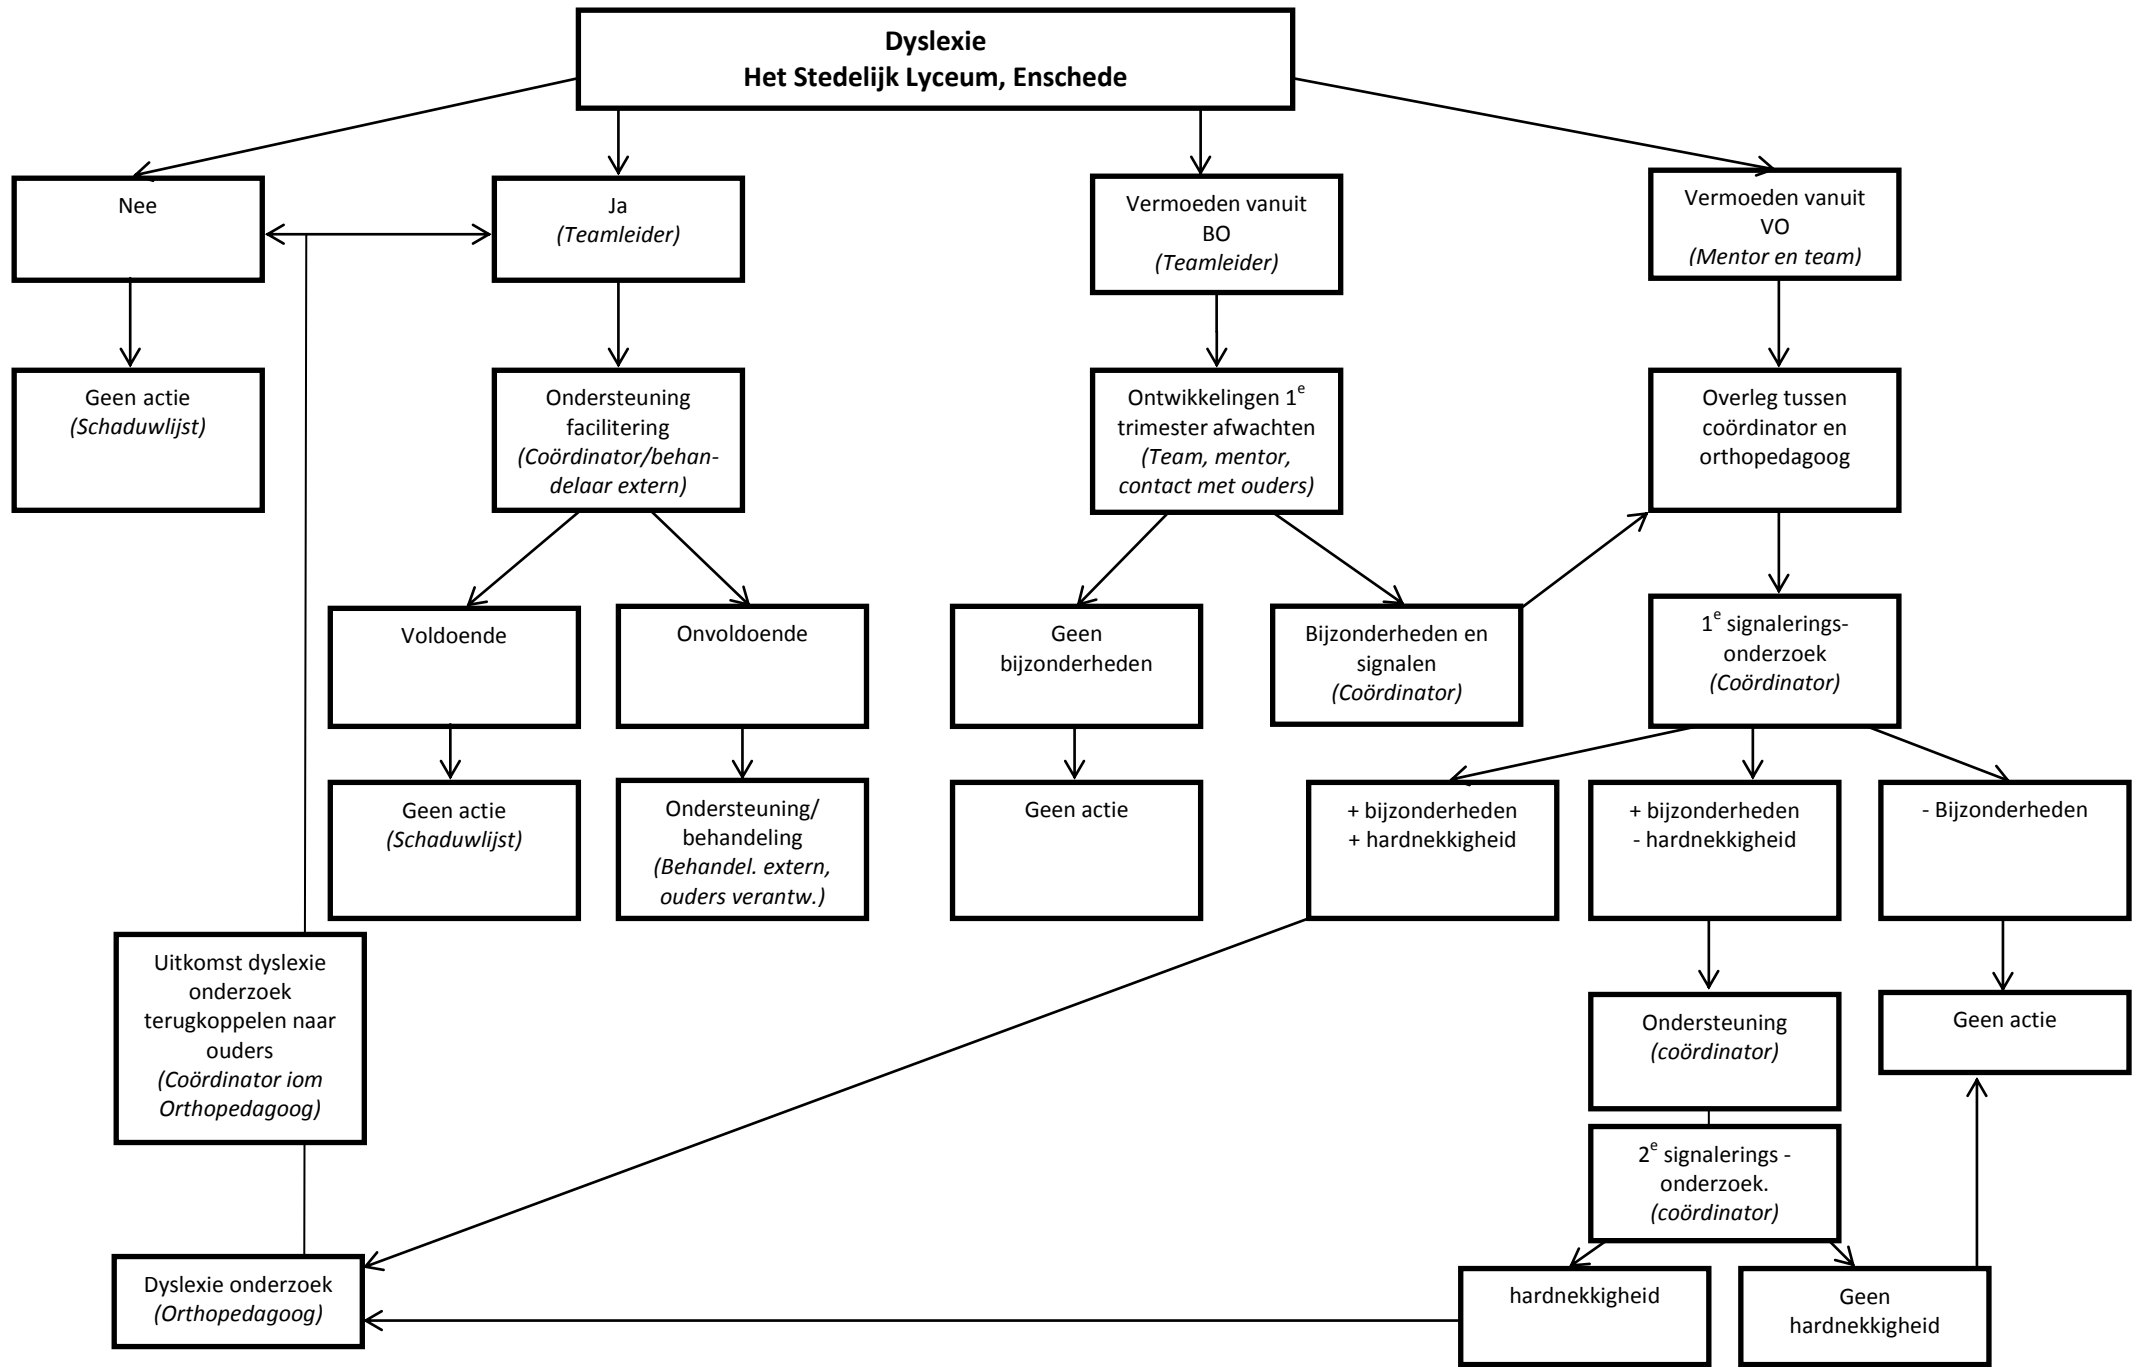 Dyslexie
Het Stedelijk Lyceum, Enschede
Nee
Ja
(Teamleider)
Vermoeden vanuit
BO
(Teamleider)
Vermoeden vanuit
VO
(Mentor en team)
Geen actie
(Schaduwlijst)
Ondersteuning
facilitering
(Coördinator/behan-
delaar extern)
Ontwikkelingen 1e
trimester afwachten
(Team, mentor,
contact met ouders)
Overleg tussen
coördinator en
orthopedagoog
Voldoende
Onvoldoende
Geen
bijzonderheden
Bijzonderheden en
signalen
(Coördinator)
1e signalerings-
onderzoek
(Coördinator)
Geen actie
(Schaduwlijst)
Ondersteuning/
behandeling
(Behandel. extern,
ouders verantw.)
Geen actie
+ bijzonderheden
+ hardnekkigheid
+ bijzonderheden
- hardnekkigheid
- Bijzonderheden
Uitkomst dyslexie
onderzoek
terugkoppelen naar
ouders
(Coördinator iom
Orthopedagoog)
Ondersteuning
(coördinator)
Geen actie
2e signalerings -
onderzoek.
(coördinator)
Dyslexie onderzoek
(Orthopedagoog)
hardnekkigheid
Geen
hardnekkigheid